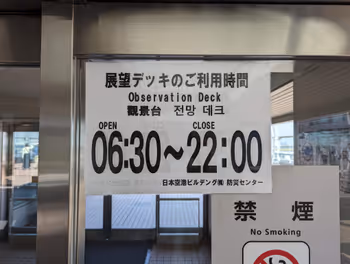 展望デッキのご利用時間
Observation Deck
觀景台 전망 데크
OPEN CLOSE
06:30~22:00
日本空港ビルデング㈱ 防災センター
禁 煙
No Smoking